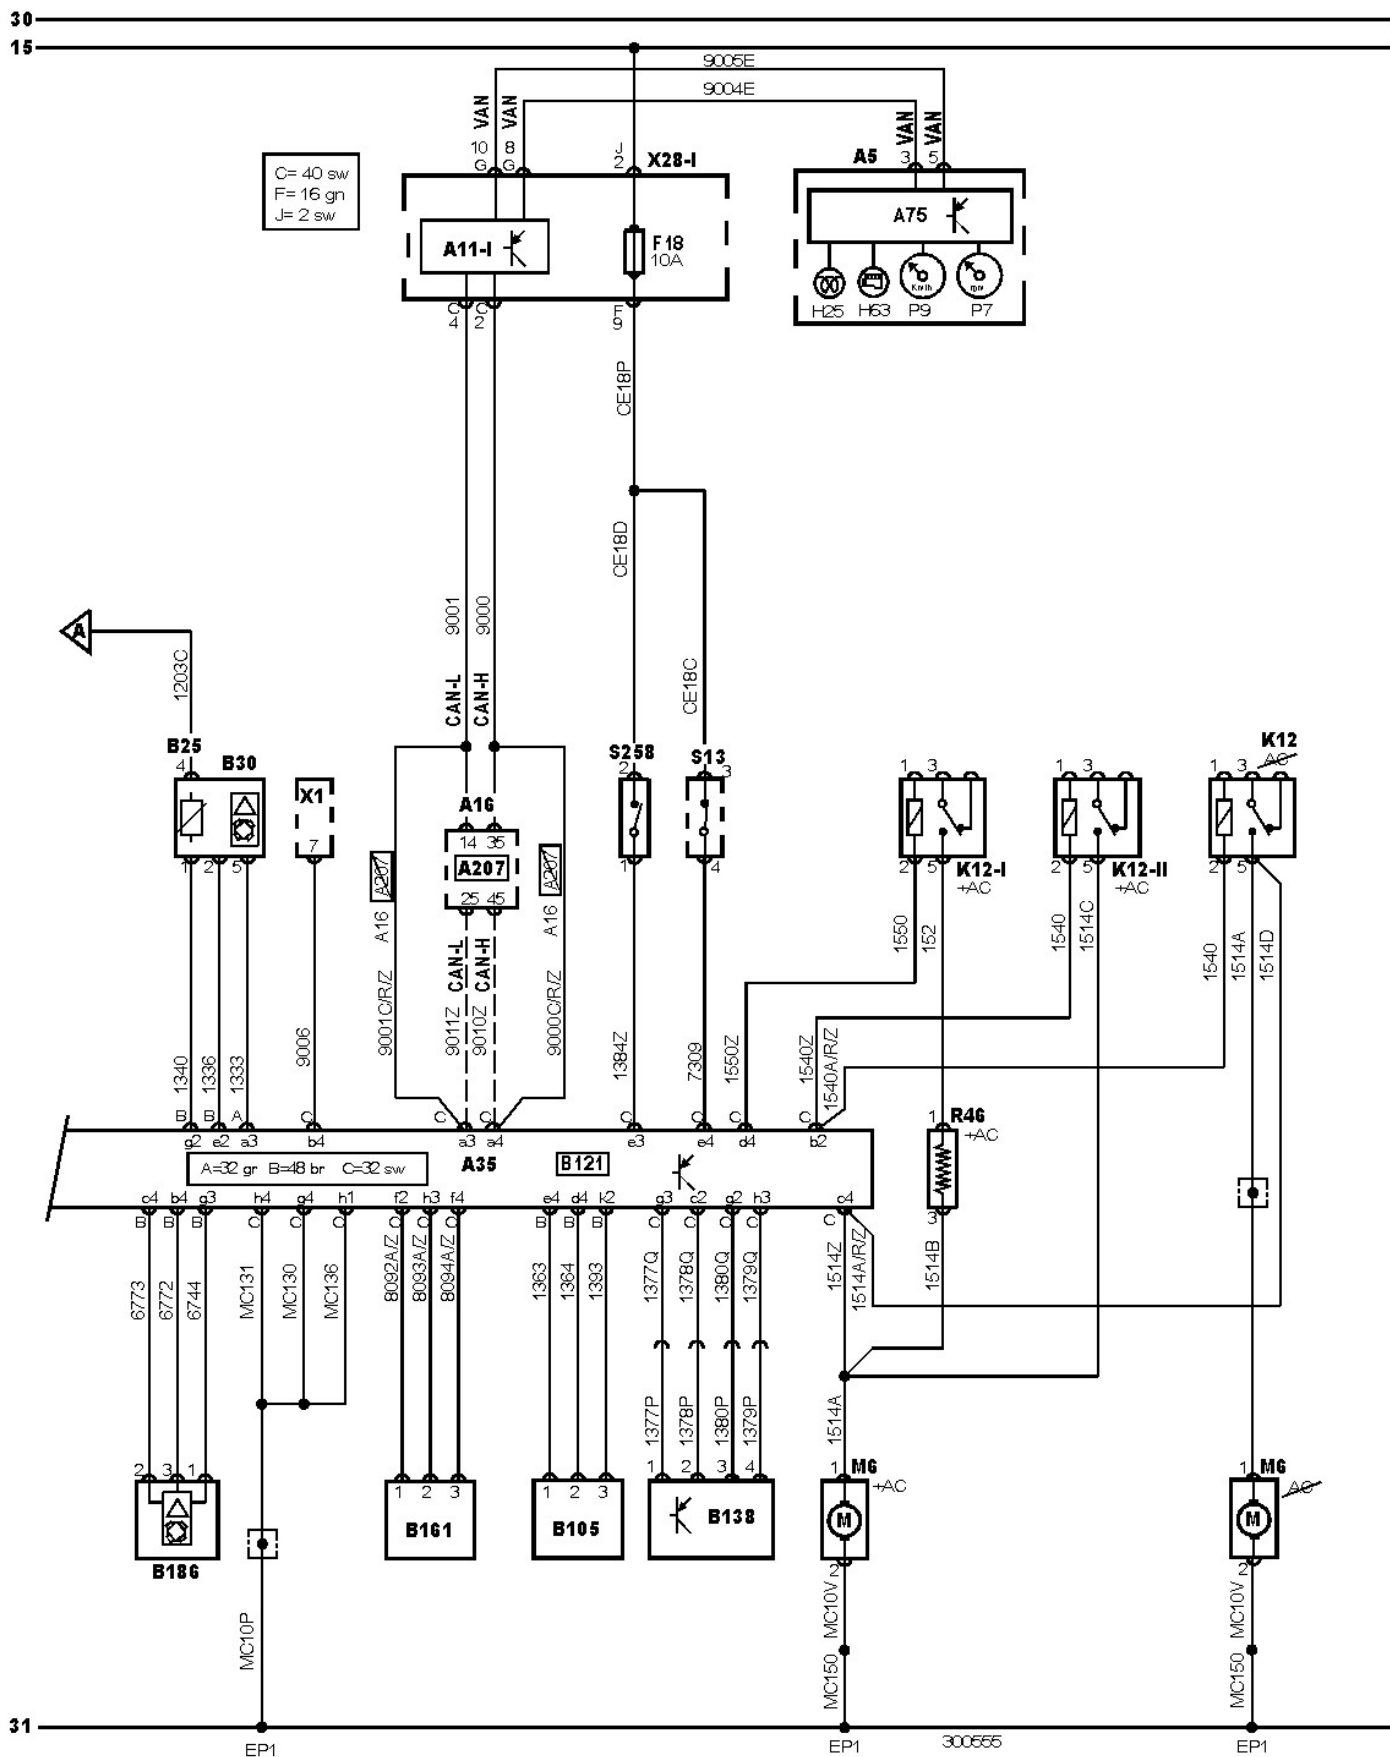 30
15
9005E
9004E
VAN VAN VAN VAN
10 8 J A5 3 5
G G 2 X28-I
C= 40 sw
F= 16 gn
J= 2 sw
A75
A11-I F18
10A
Km/h rpm
H25 H63 P9 P7
C C F
4 2 9
CE18P
CE18D
9001 9000
A
1203C
CE18C
CAN-L CAN-H
B25 S258 S13 K12
4 B30 2 3 1 3 1 3 1 3 AC
X1 A16
14 35
7 A207
1 2 5 1 4 2 5 K12-I 2 5 K12-II 2 5
+AC +AC
A207 A207
25 45
A16 A16
1550 152 1540 1514C 1540 1514A 1514D
CAN-L CAN-H
9001C/R/Z 9011Z 9010Z 9000C/R/Z
1340 1336 1333 9006 1384Z 7309 1550Z 1540Z 1540A/R/Z
B B A C C C C C C C 1 R46
+AC
g2 e2 a3 b4 a3 a4 e3 e4 d4 b2
A=32 gr B=48 br C=32 sw A35 B121
c4 b4 g3 h4 g4 h1 f2 h3 f4 e4 d4 k2 g3 c2 g2 h3 c4
B B B C C C C C C B B B C C C C C 3
6773 6772 6744 MC131 MC130 MC136 8092A/Z 8093A/Z 8094A/Z 1363 1364 1393 1377Q 1378Q 1380Q 1379Q 1514Z 1514A/R/Z 1514B
1377P 1378P 1380P 1379P 1514A
2 3 1 1 2 3 4 1 M6 1 M6
+AC AC
1 2 3 1 2 3
B161 B105 B138 M M
B186
2 2
MC10P MC10V MC10V
MC150 MC150
31
EP1 EP1 300555 EP1